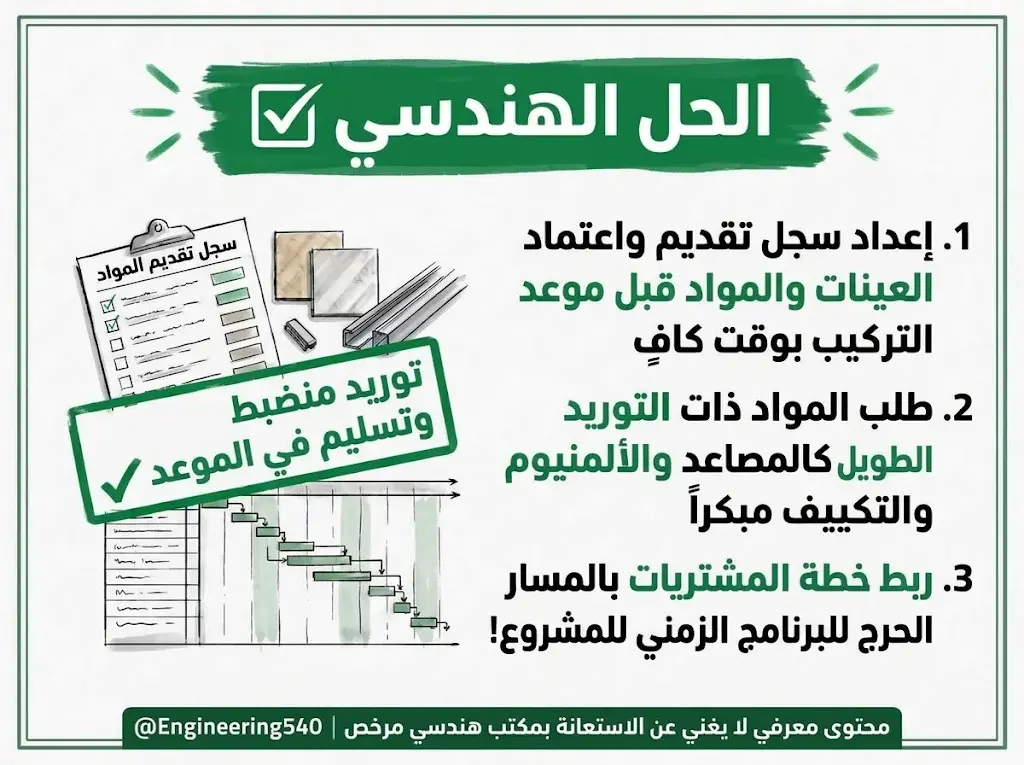 الحل الهندسي
1. إعداد سجل تقديم واعتماد
العينات والمواد قبل موعد
التركيب بوقت كافٍ
2. طلب المواد ذات التوريد
الطويل كالمصاعد والألمنيوم
والتكييف مبكراً
3. ربط خطة المشتريات بالمسار
الحرج للبرنامج الزمني للمشروع!
سجل تقديم المواد
توريد منضبط
وتسليم في الموعد
محتوى معرفي لا يغني عن الاستعانة بمكتب هندسي مرخص | @Engineering540